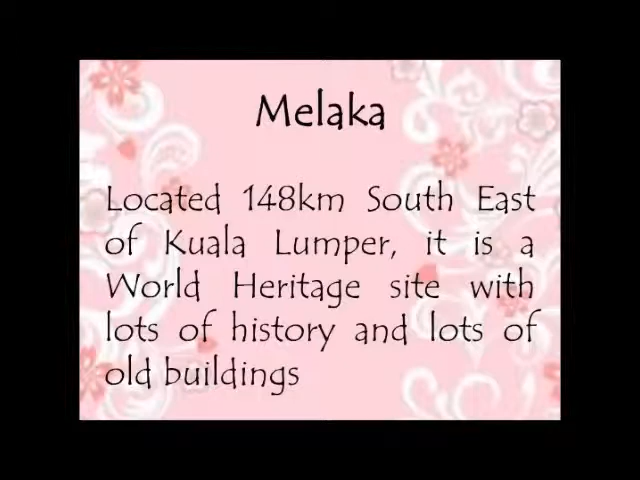 Melaka
Located 148km South East
of Kuala Lumper, it is a
World Heritage site with
lots of history and lots of
old buildings